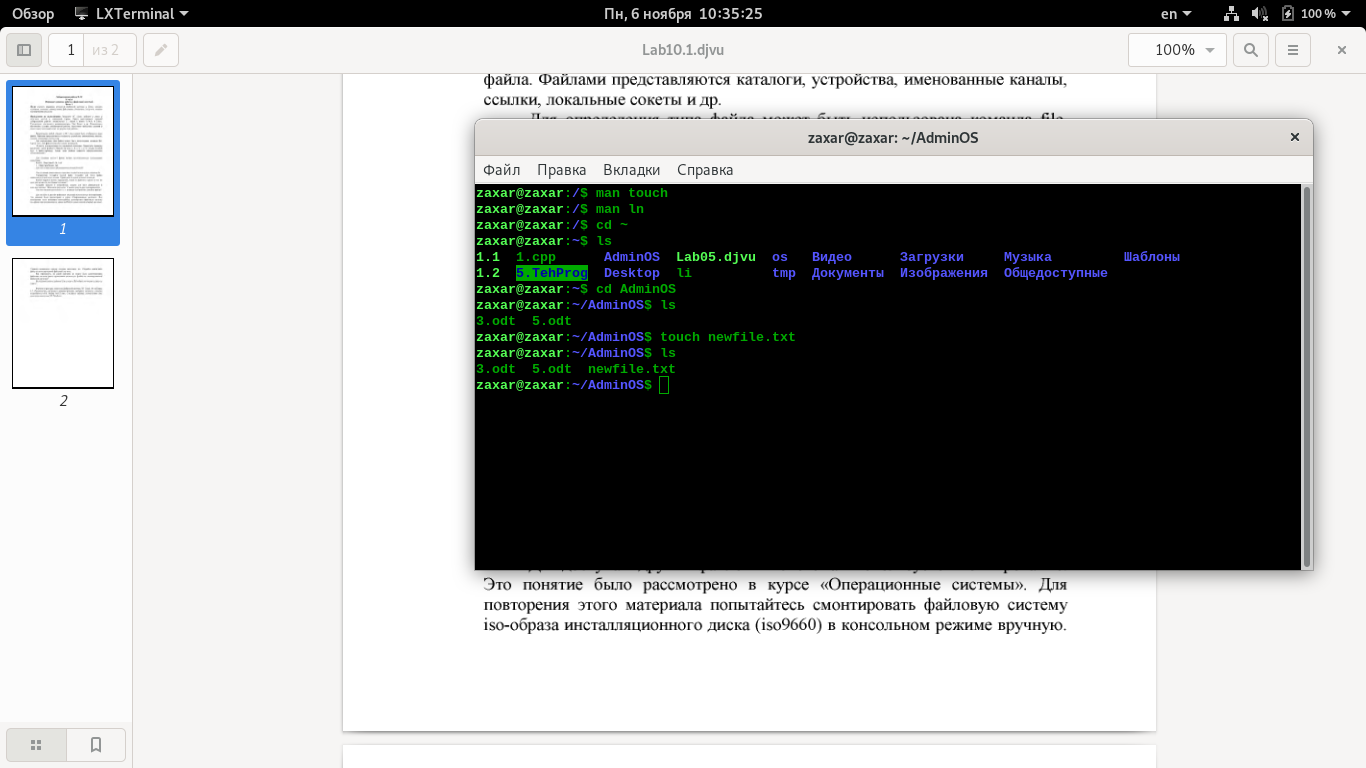 Обзор LXTerminal Пн, 6 ноября 10:35:25 en 100 %
1 из 2 Lab10.1.djvu 100%
файла. Файлами представляются каталоги, устройства, именованные каналы,
ссылки, локальные сокеты и др.
zaxar@zaxar: ~/AdminOS
Файл Правка Вкладки Справка
zaxar@zaxar:/$ man touch
zaxar@zaxar:/$ man ln
zaxar@zaxar:/$ cd ~
zaxar@zaxar:~$ ls
1.1 1.cpp AdminOS Lab05.djvu os Видео Загрузки Музыка Шаблоны
1.2 5.TehProg Desktop li tmp Документы Изображения Общедоступные
zaxar@zaxar:~$ cd AdminOS
zaxar@zaxar:~/AdminOS$ ls
3.odt 5.odt
zaxar@zaxar:~/AdminOS$ touch newfile.txt
zaxar@zaxar:~/AdminOS$ ls
3.odt 5.odt newfile.txt
zaxar@zaxar:~/AdminOS$
Это понятие было рассмотрено в курсе «Операционные системы». Для
повторения этого материала попытайтесь смонтировать файловую систему
iso-образа инсталляционного диска (iso9660) в консольном режиме вручную.
1
2